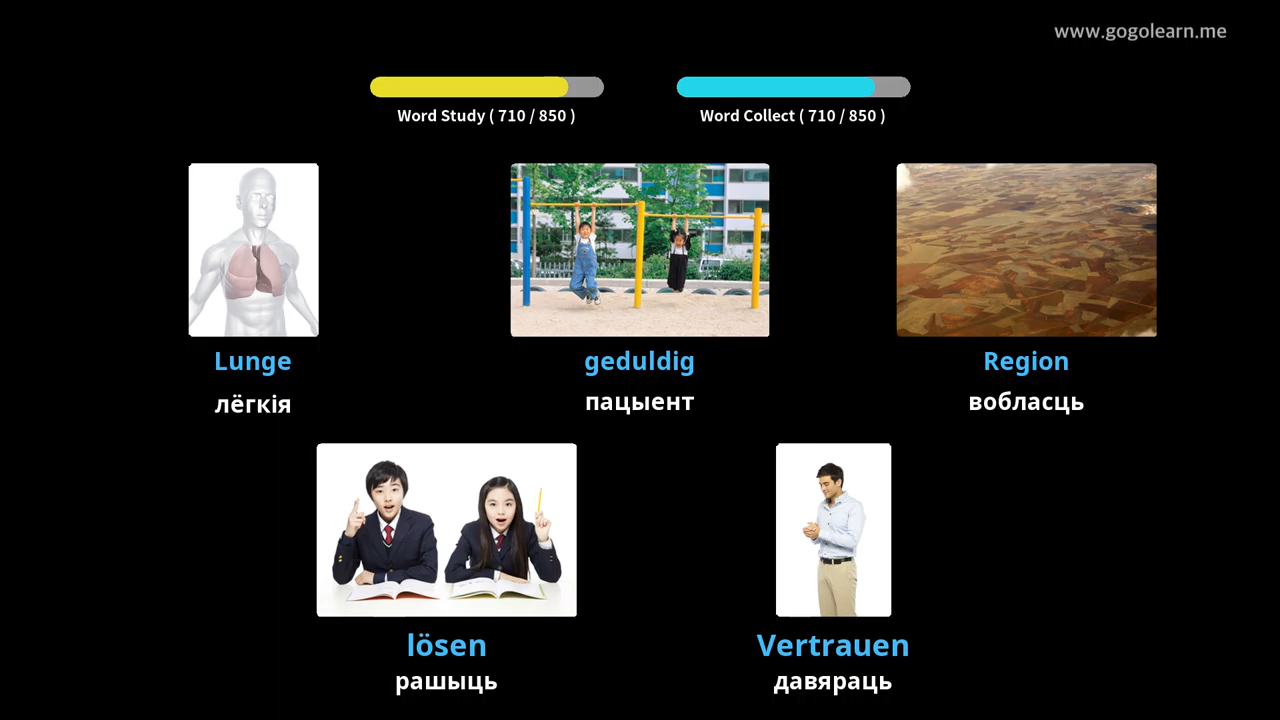 www.gogolearn.me
Word Study ( 710 / 850 )
Word Collect ( 710 / 850 )
Lunge
geduldig
Region
лёгкія
пацыент
вобласць
lösen
Vertrauen
рашыць
давяраць